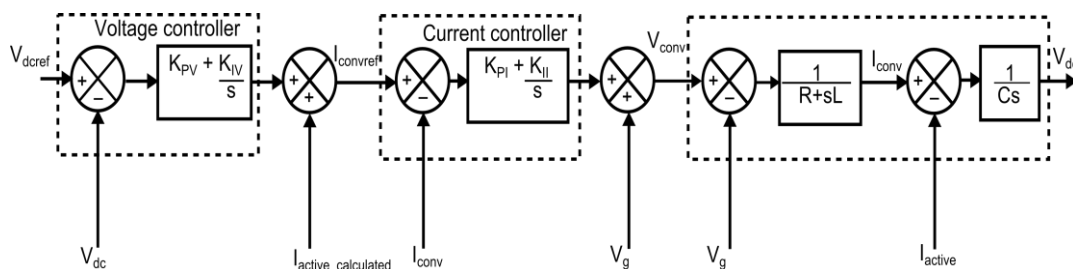 Voltage controller
Current controller
V_dcref
+
−
K_PV + K_IV
s
+
+
I_convref
+
−
K_PI + K_II
s
+
+
V_conv
+
−
1
R+sL
I_conv
+
−
1
Cs
V_dc
V_dc
I_active_calculated
I_conv
V_g
V_g
I_active